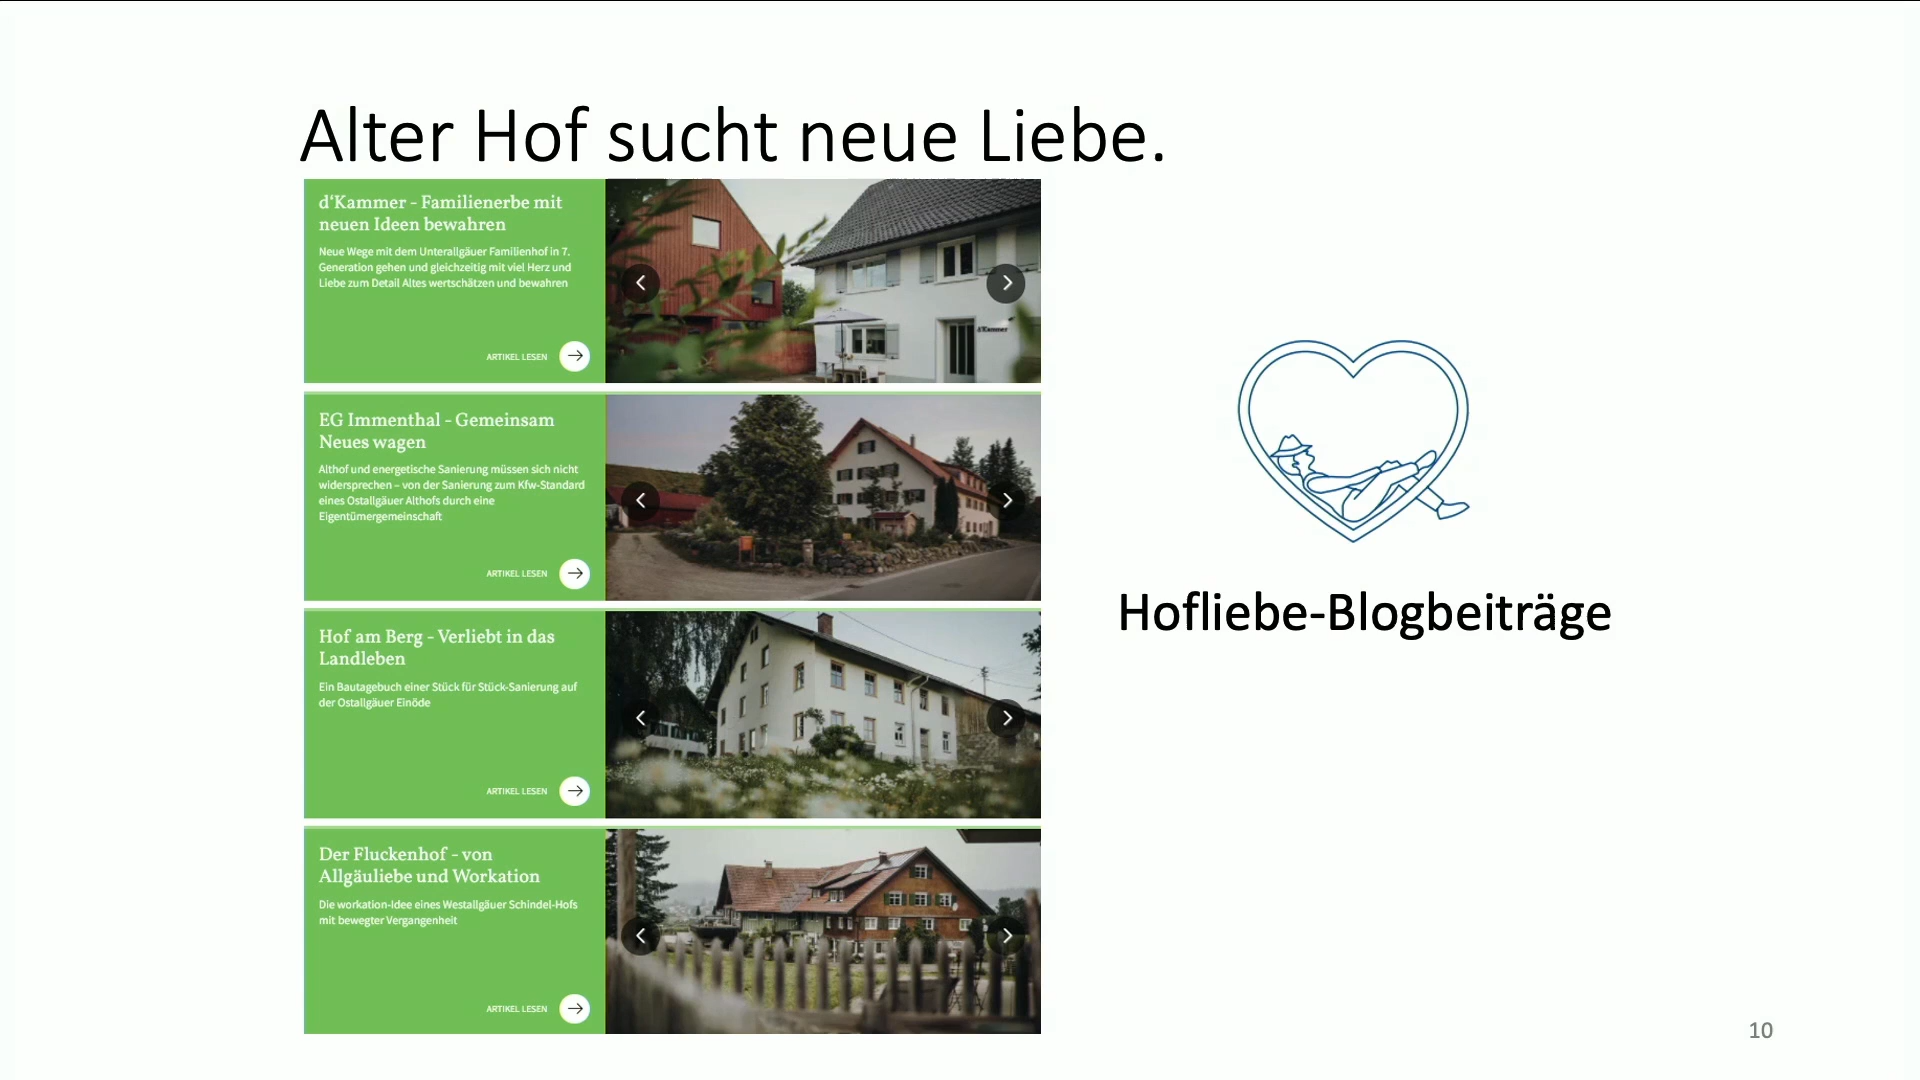 Alter Hof sucht neue Liebe.
d‘Kammer - Familienerbe mit
neuen Ideen bewahren
Neue Wege mit dem Unterallgäuer Familienhof in 7.
Generation gehen und gleichzeitig mit viel Herz und
Liebe zum Detail Altes wertschätzen und bewahren
ARTIKEL LESEN
d'Kammer
EG Immenthal - Gemeinsam
Neues wagen
Althof und energetische Sanierung müssen sich nicht
widersprechen – von der Sanierung zum Kfw-Standard
eines Ostallgäuer Althofs durch eine
Eigentümergemeinschaft
ARTIKEL LESEN
Hof am Berg - Verliebt in das
Landleben
Ein Bautagebuch einer Stück für Stück-Sanierung auf
der Ostallgäuer Einöde
ARTIKEL LESEN
Der Fluckenhof - von
Allgäuliebe und Workation
Die workation-Idee eines Westallgäuer Schindel-Hofs
mit bewegter Vergangenheit
ARTIKEL LESEN
Hofliebe-Blogbeiträge
10